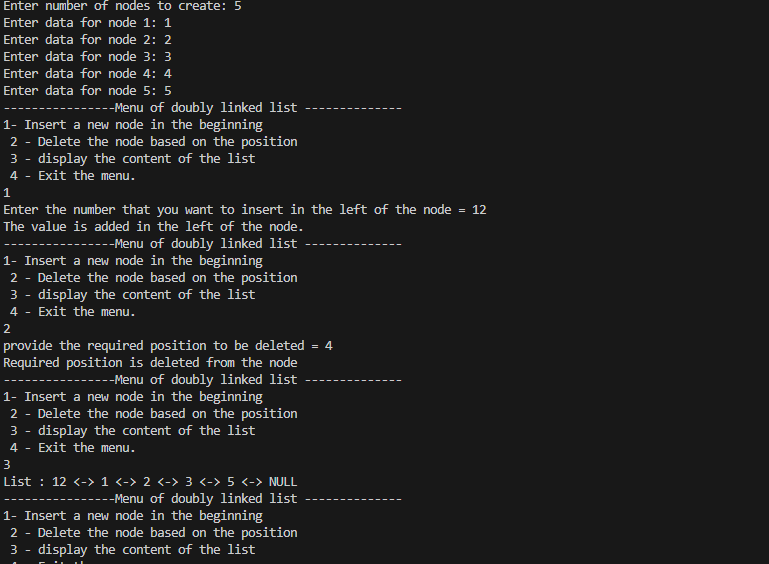 Enter number of nodes to create: 5
Enter data for node 1: 1
Enter data for node 2: 2
Enter data for node 3: 3
Enter data for node 4: 4
Enter data for node 5: 5
----------------Menu of doubly linked list --------------
1- Insert a new node in the beginning
 2 - Delete the node based on the position
 3 - display the content of the list
 4 - Exit the menu.
1
Enter the number that you want to insert in the left of the node = 12
The value is added in the left of the node.
----------------Menu of doubly linked list --------------
1- Insert a new node in the beginning
 2 - Delete the node based on the position
 3 - display the content of the list
 4 - Exit the menu.
2
provide the required position to be deleted = 4
Required position is deleted from the node
----------------Menu of doubly linked list --------------
1- Insert a new node in the beginning
 2 - Delete the node based on the position
 3 - display the content of the list
 4 - Exit the menu.
3
List : 12 <-> 1 <-> 2 <-> 3 <-> 5 <-> NULL
----------------Menu of doubly linked list --------------
1- Insert a new node in the beginning
 2 - Delete the node based on the position
 3 - display the content of the list